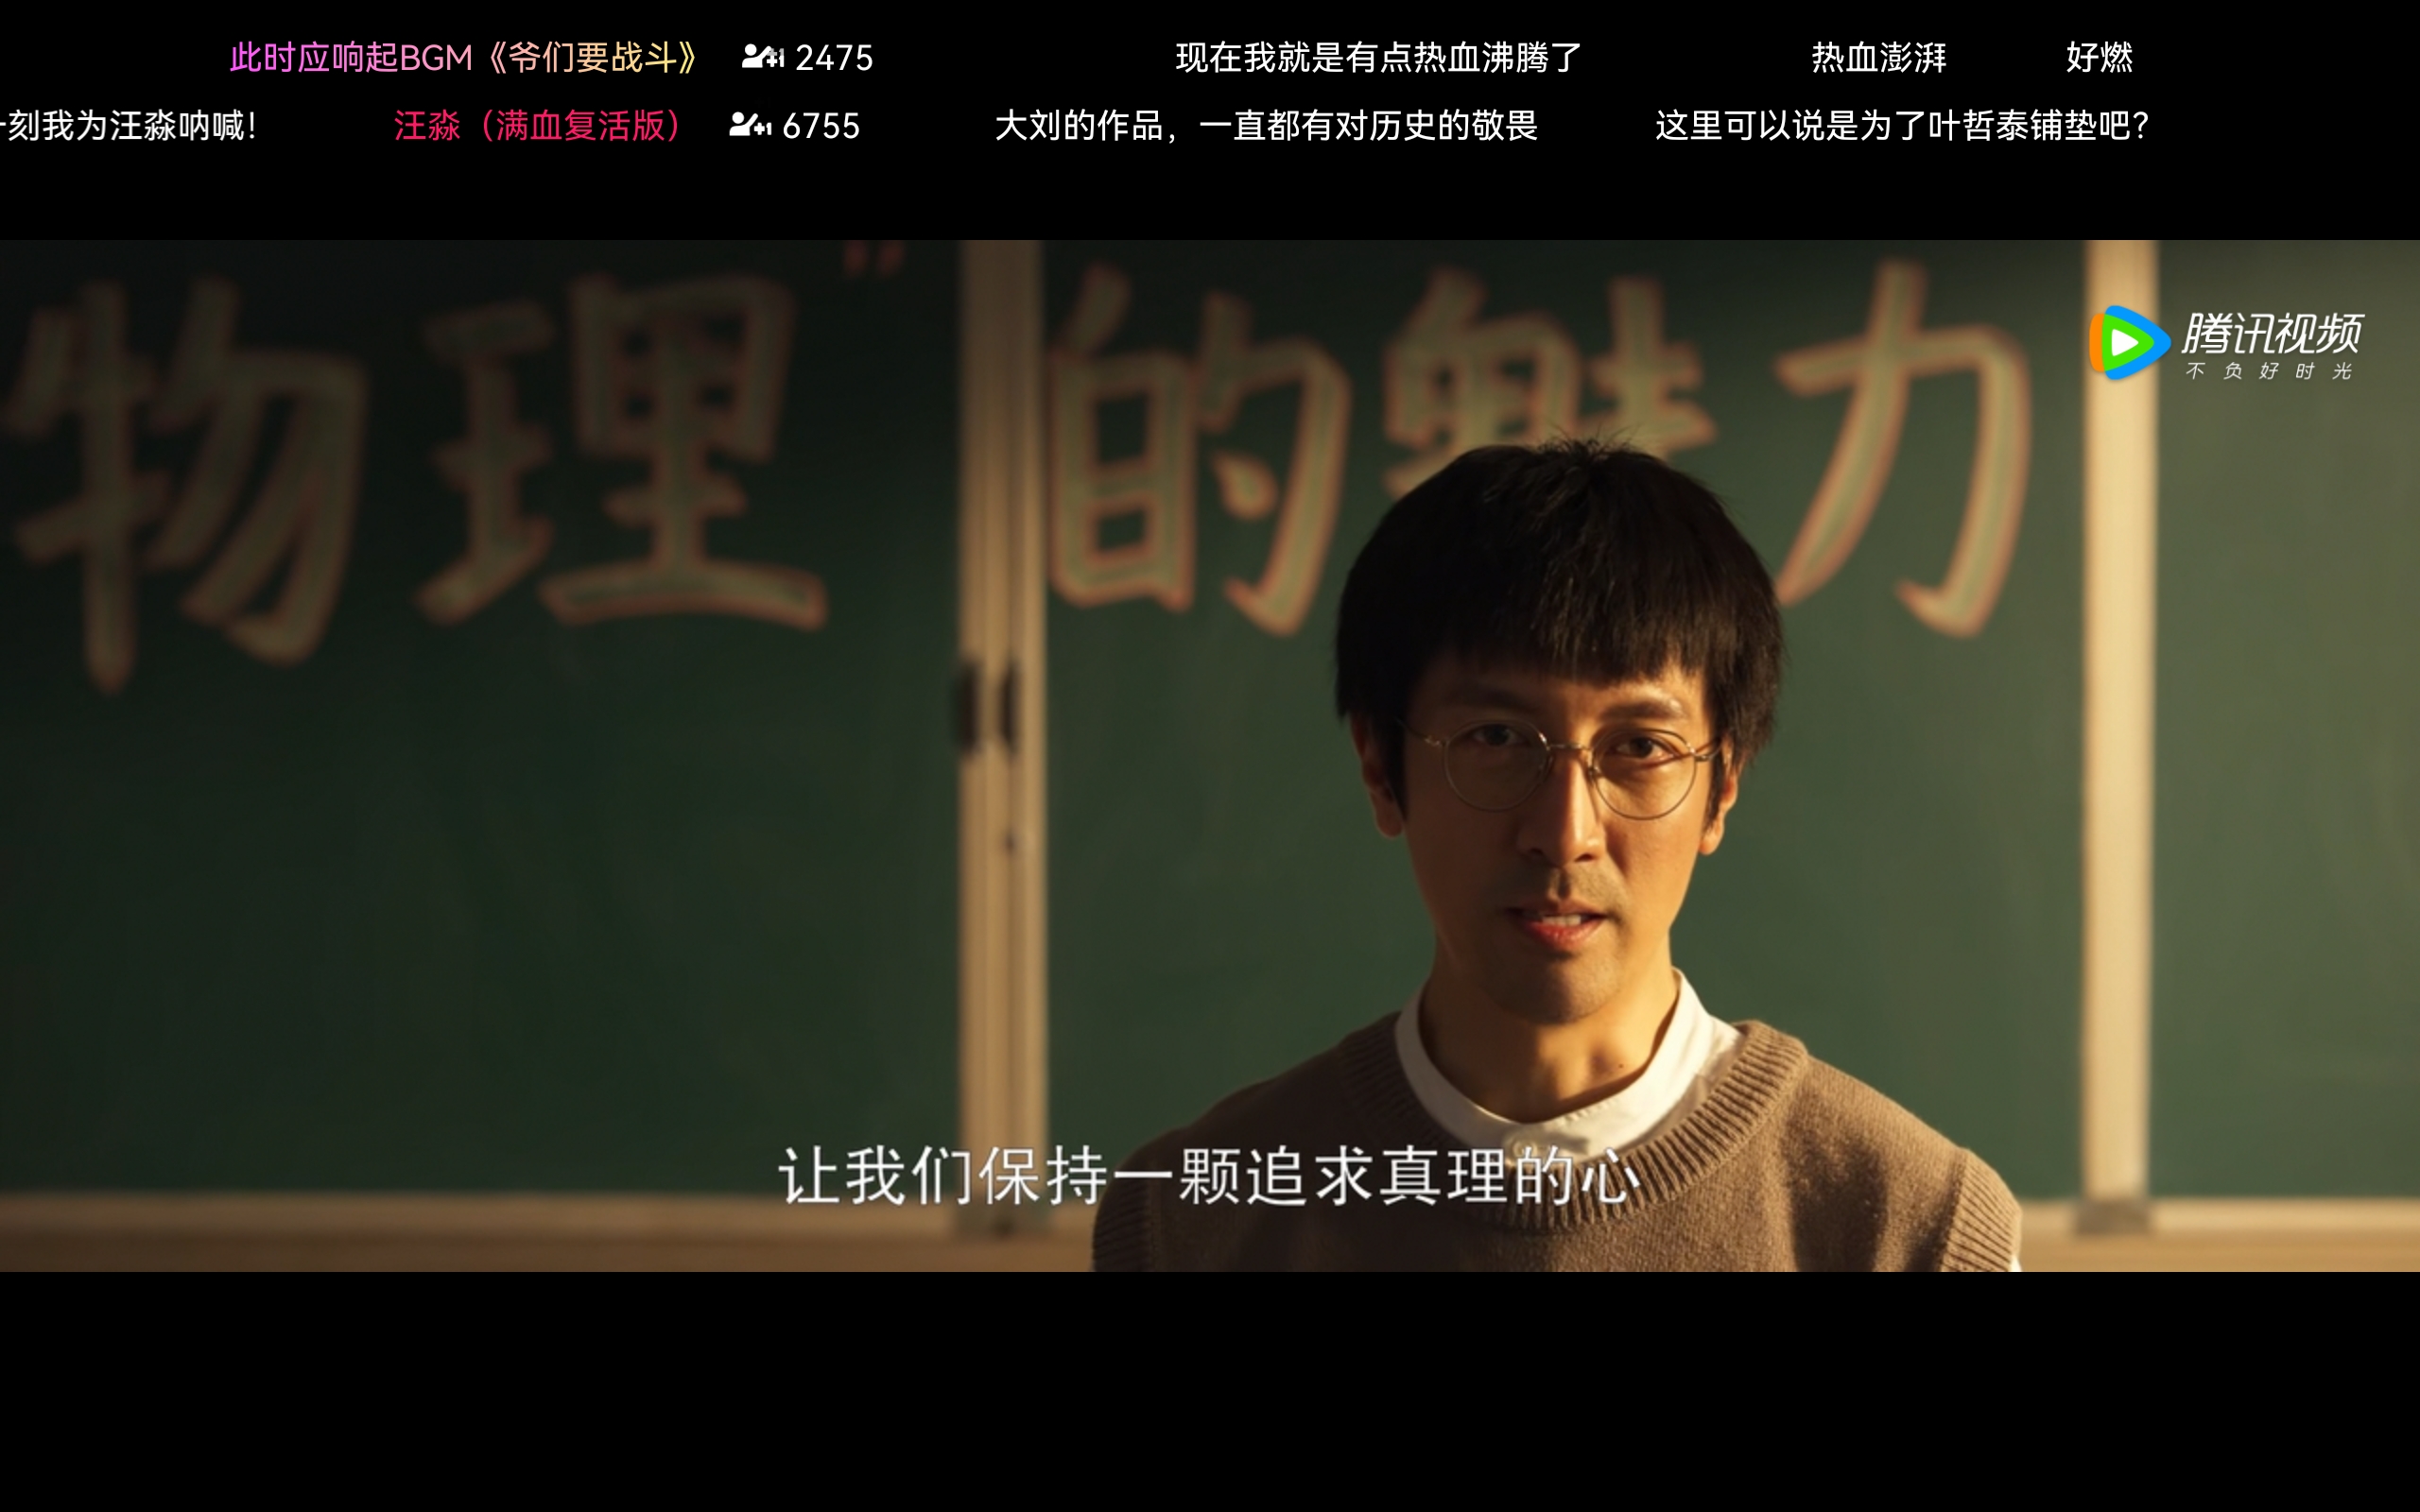 此时应响起BGM《爷们要战斗》 +1 2475 现在我就是有点热血沸腾了 热血澎湃 好燃
一刻我为汪淼呐喊！ 汪淼（满血复活版） +1 6755 大刘的作品，一直都有对历史的敬畏 这里可以说是为了叶哲泰铺垫吧？
物理”的魅力
腾讯视频
不负好时光
让我们保持一颗追求真理的心